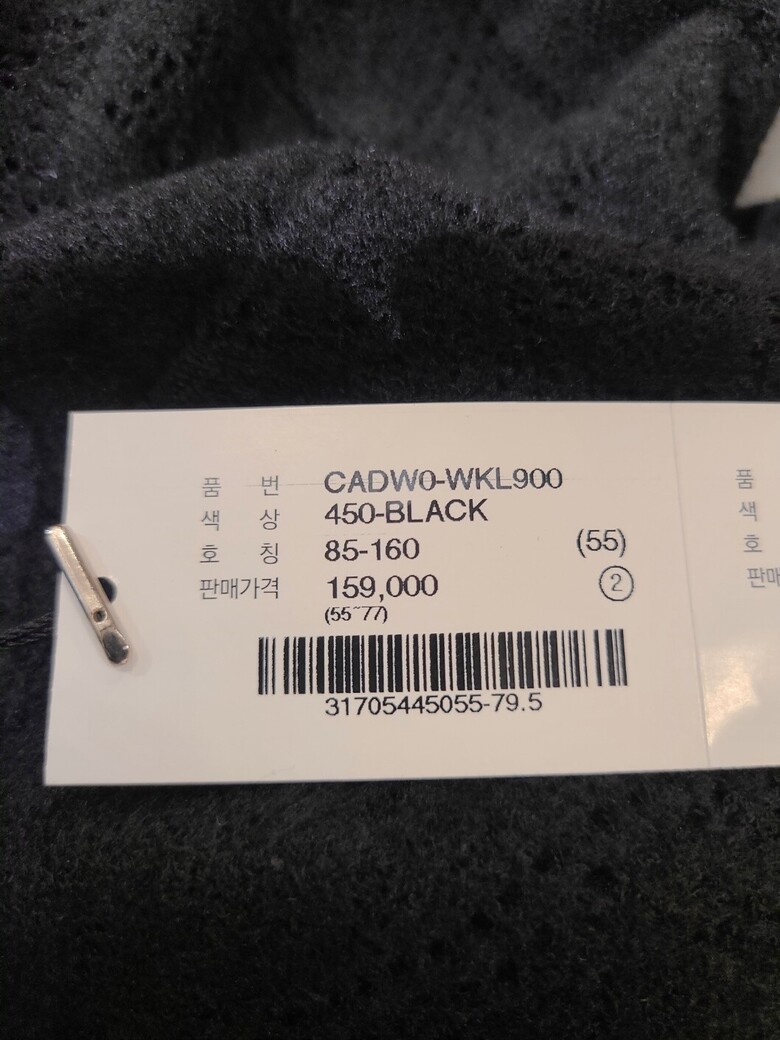 품 번 CADW0-WKL900
색 상 450-BLACK
호 칭 85-160 (55)
판매가격 159,000 ②
(55~77)
31705445055-79.5
품
색
호
판매